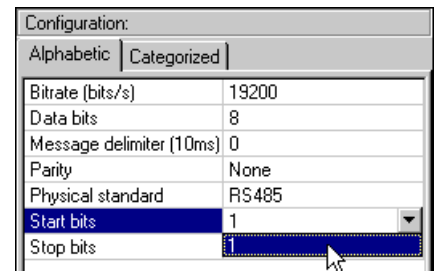 Configuration:
Alphabetic Categorized
Bitrate (bits/s) 19200
Data bits 8
Message delimiter (10ms) 0
Parity None
Physical standard RS485
Start bits 1
Stop bits 1